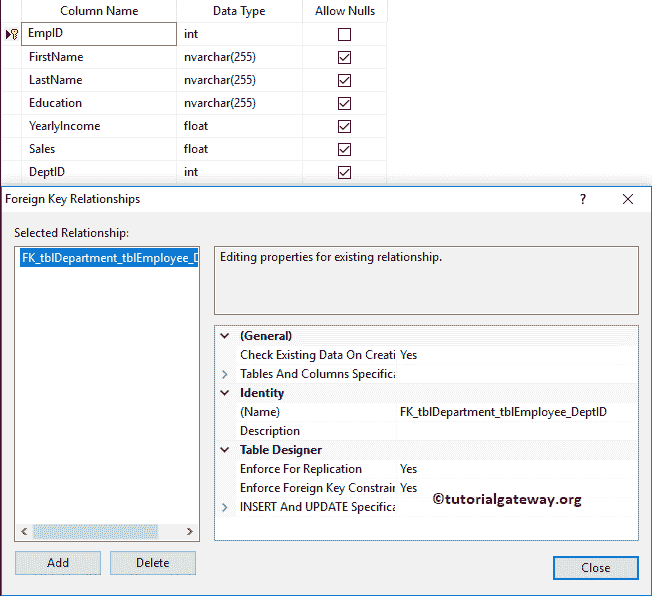 Column Name Data Type Allow Nulls
EmpID int
FirstName nvarchar(255)
LastName nvarchar(255)
Education nvarchar(255)
YearlyIncome float
Sales float
DeptID int
Foreign Key Relationships ?
Selected Relationship:
FK_tblDepartment_tblEmployee_D
Editing properties for existing relationship.
(General)
Check Existing Data On Creati Yes
Tables And Columns Specifica
Identity
(Name) FK_tblDepartment_tblEmployee_DeptID
Description
Table Designer
Enforce For Replication Yes
Enforce Foreign Key Constrain Yes
INSERT And UPDATE Specifica
©tutorialgateway.org
Add Delete Close